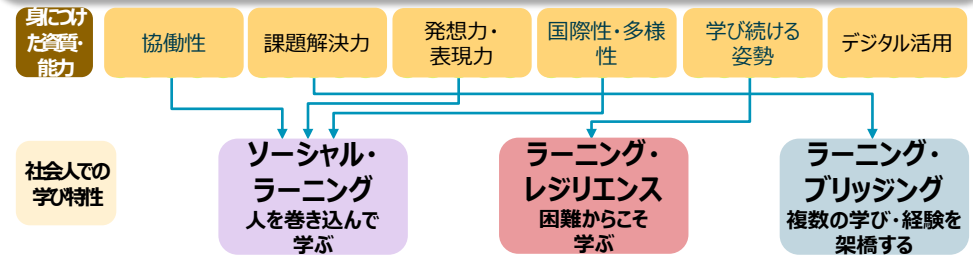 身につけ
た資質・
能力
協働性
課題解決力
発想力・
表現力
国際性・多様
性
学び続ける
姿勢
デジタル活用
社会人での
学び特性
ソーシャル・
ラーニング
人を巻き込んで
学ぶ
ラーニング・
レジリエンス
困難からこそ
学ぶ
ラーニング・
ブリッジング
複数の学び・経験を
架橋する